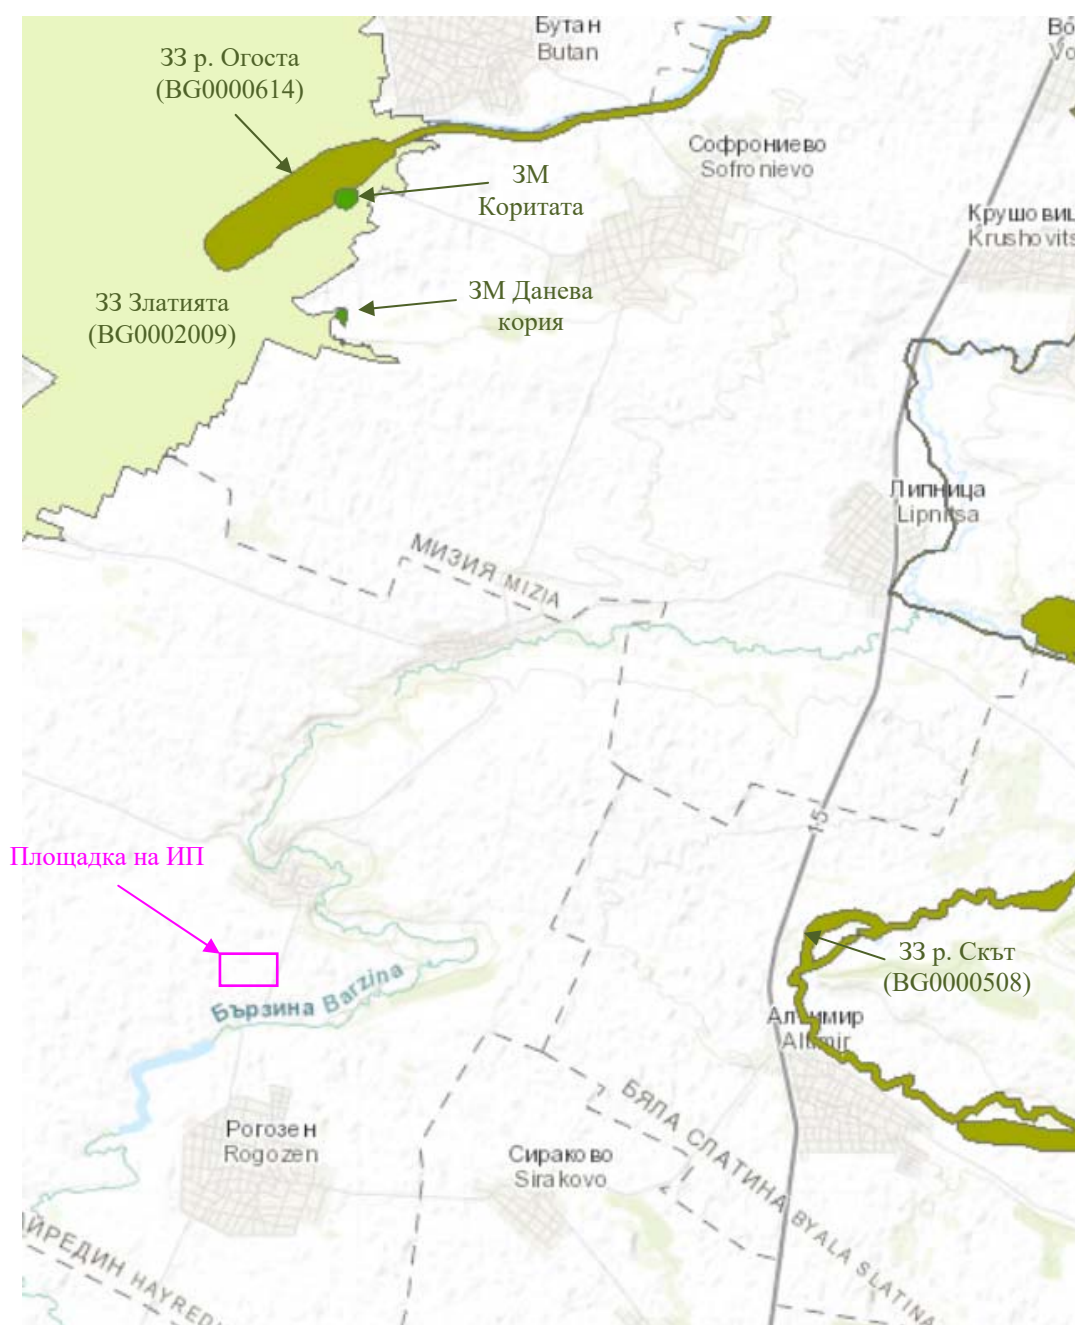 Бутан
Butan
ЗЗ р. Огоста
(BG0000614)
Софрониево
Sofronievo
ЗМ
Коритата
Крушовиц
Krushovits
ЗМ Данева
кория
ЗЗ Златията
(BG0002009)
Липница
Lipnitsa
МИЗИЯ MIZIA
15
Площадка на ИП
ЗЗ р. Скът
(BG0000508)
Бързина Barzina
Алтимир
Altimir
Рогозен
Rogozen
Сираково
Sirakovo
БЯЛА СЛАТИНА BYALA SLATINA
ЙРЕДИН HAYRED